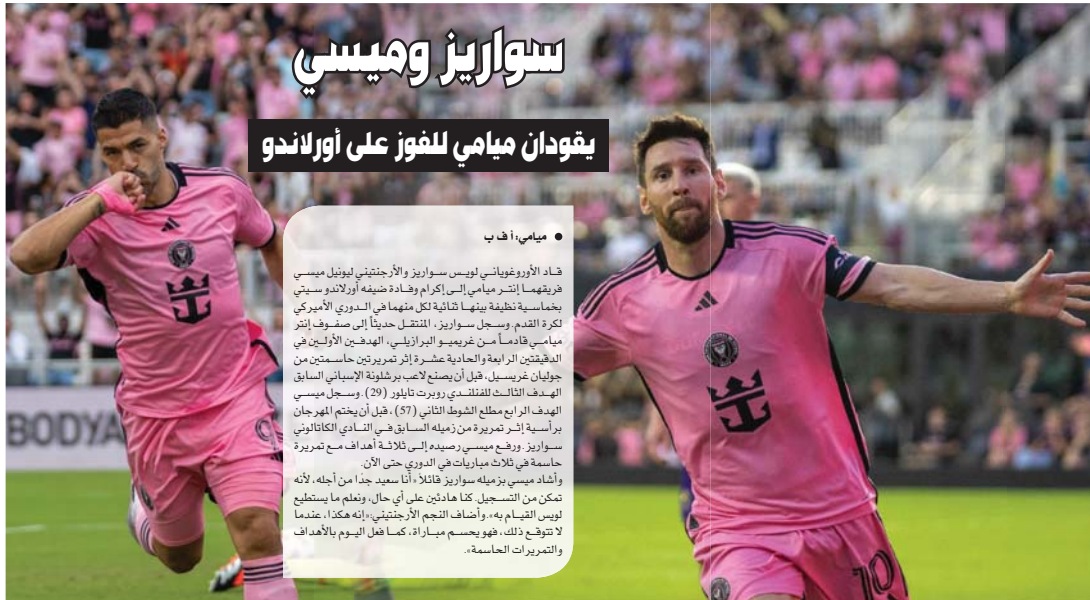 سواريز وميسي
يقودان ميامي للفوز على أورلاندو
● ميامي: أ ف ب
قاد الأوروغوياني لويس سواريز والأرجنتيني ليونيل ميسي
فريقهما إنتر ميامي إلى إكرام وفادة ضيفه أورلاندو سيتي
بخماسية نظيفة بينها ثنائية لكل منهما في الدوري الأميركي
لكرة القدم. وسجل سواريز، المنتقل حديثاً إلى صفوف إنتر
ميامي قادماً من غريميو البرازيلي، الهدفين الأولين في
الدقيقتين الرابعة والحادية عشرة إثر تمريرتين حاسمتين من
جوليان غريسيل، قبل أن يصنع لاعب برشلونة الإسباني السابق
الهدف الثالث للفنلندي روبرت تايلور (29). وسجل ميسي
الهدف الرابع مطلع الشوط الثاني (57)، قبل أن يختم المهرجان
برأسية إثر تمريرة من زميله السابق في النادي الكاتالوني
سواريز. ورفع ميسي رصيده إلى ثلاثة أهداف مع تمريرة
حاسمة في ثلاث مباريات في الدوري حتى الآن.
وأشاد ميسي بزميله سواريز قائلاً «أنا سعيد جدا من أجله، لأنه
تمكن من التسجيل. كنا هادئين على أي حال، ونعلم ما يستطيع
لويس القيام به». وأضاف النجم الأرجنتيني: «إنه هكذا، عندما
لا نتوقع ذلك، فهو يحسم مباراة، كما فعل اليوم بالأهداف
والتمريرات الحاسمة».
BODYA
9
10